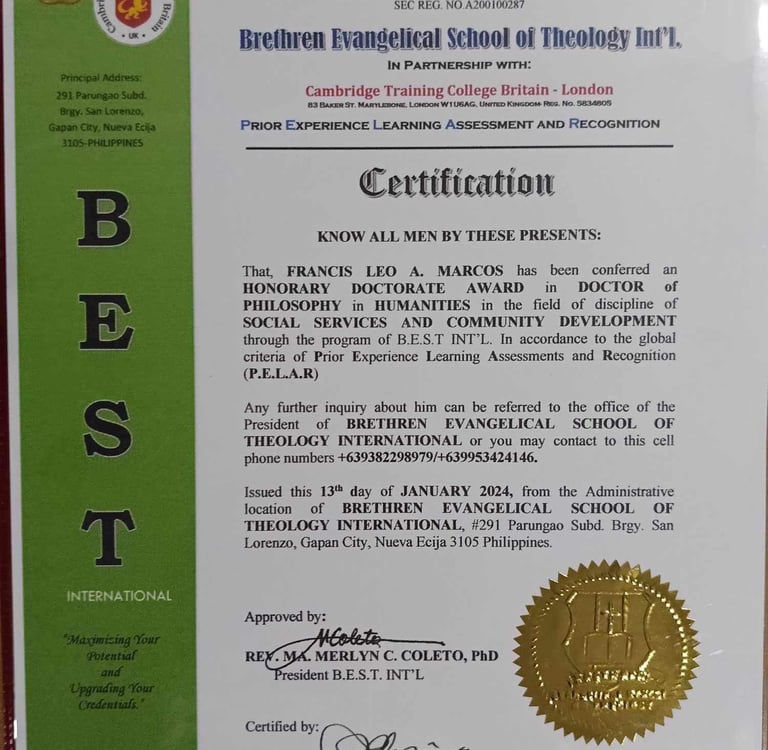 Cambridge
Britain
• UK •
Principal Address:
291 Parungao Subd.
Brgy. San Lorenzo,
Gapan City, Nueva Ecija
3105-PHILIPPINES
B
E
S
T
INTERNATIONAL
"Maximizing Your
Potential
and
Upgrading Your
Credentials."
SEC REG. NO.A200100287
Brethren Evangelical School of Theology Int'l.
IN PARTNERSHIP WITH:
Cambridge Training College Britain - London
83 BAKER ST. MARYLEBONE, LONDON W1U6AG, UNITED KINGDOM- REG. NO. 5834805
PRIOR EXPERIENCE LEARNING ASSESSMENT AND RECOGNITION
Certification
KNOW ALL MEN BY THESE PRESENTS:
That, FRANCIS LEO A. MARCOS has been conferred an
HONORARY DOCTORATE AWARD in DOCTOR of
PHILOSOPHY in HUMANITIES in the field of discipline of
SOCIAL SERVICES AND COMMUNITY DEVELOPMENT
through the program of B.E.S.T INT'L. In accordance to the global
criteria of Prior Experience Learning Assessments and Recognition
(P.E.L.A.R)
Any further inquiry about him can be referred to the office of the
President of BRETHREN EVANGELICAL SCHOOL OF
THEOLOGY INTERNATIONAL or you may contact to this cell
phone numbers +639382298979/+639953424146.
Issued this 13th day of JANUARY 2024, from the Administrative
location of BRETHREN EVANGELICAL SCHOOL OF
THEOLOGY INTERNATIONAL, #291 Parungao Subd. Brgy. San
Lorenzo, Gapan City, Nueva Ecija 3105 Philippines.
Approved by:
MColeto
REV. MA. MERLYN C. COLETO, PhD
President B.E.S.T. INT'L
Certified by: